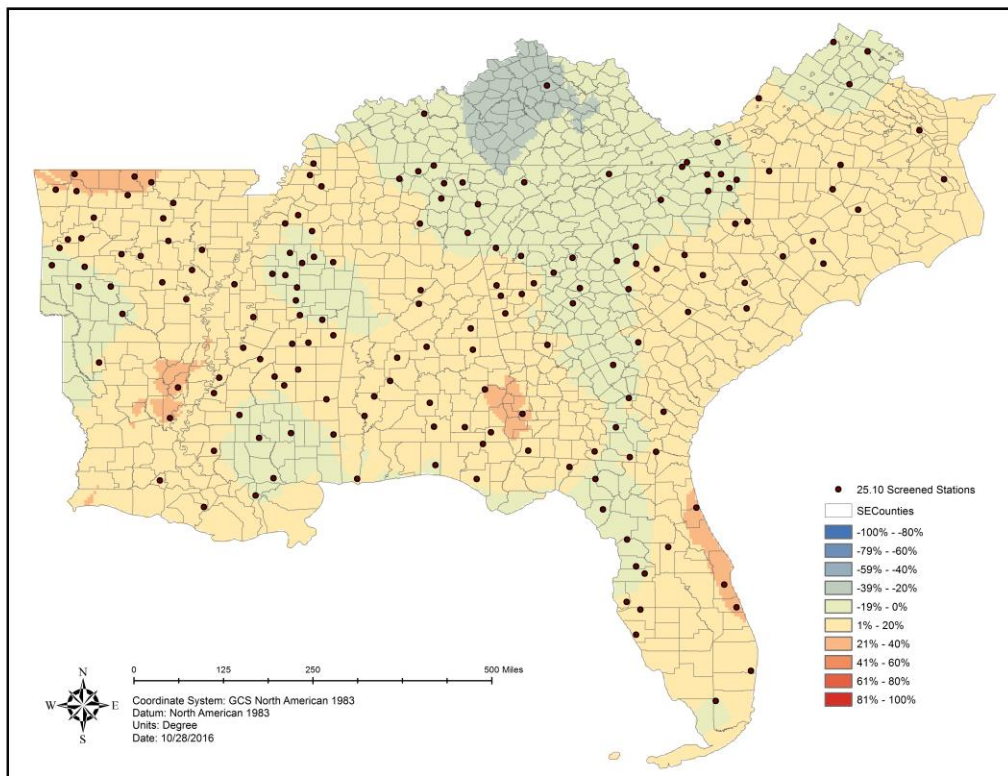 25.10 Screened Stations
SECounties
-100% - -80%
-79% - -60%
-59% - -40%
-39% - -20%
-19% - 0%
1% - 20%
21% - 40%
41% - 60%
61% - 80%
81% - 100%
0 125 250 500 Miles
N
W E
S
Coordinate System: GCS North American 1983
Datum: North American 1983
Units: Degree
Date: 10/28/2016